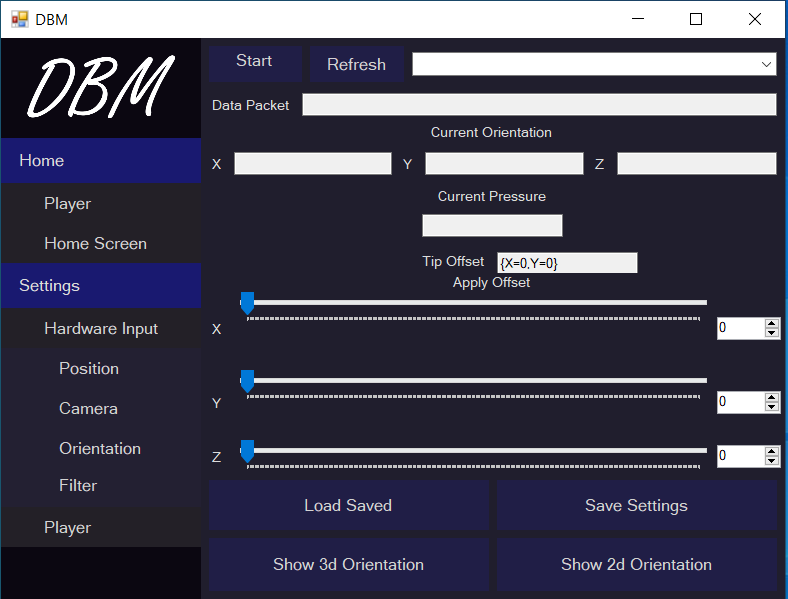 DBM
DBM
Home
Player
Home Screen
Settings
Hardware Input
Position
Camera
Orientation
Filter
Player
Start
Refresh
Data Packet
Current Orientation
X Y Z
Current Pressure
Tip Offset {X=0,Y=0}
Apply Offset
X 0
Y 0
Z 0
Load Saved Save Settings
Show 3d Orientation Show 2d Orientation